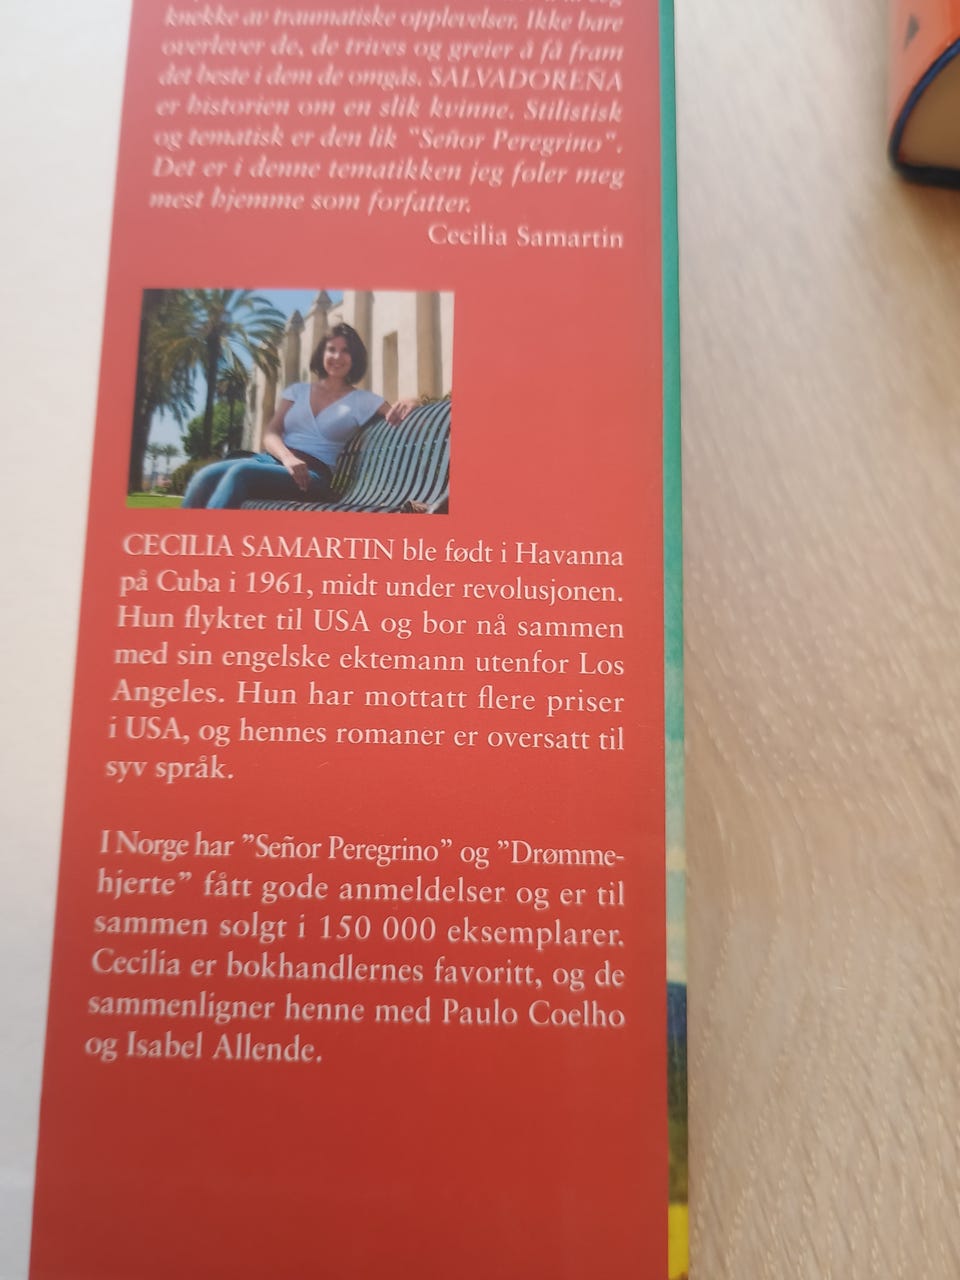 knekke av traumatiske opplevelser. Ikke bare
overlever de, de trives og greier å få fram
det beste i dem de omgås. SALVADOREÑA
er historien om en slik kvinne. Stilistisk
og tematisk er den lik "Señor Peregrino".
Det er i denne tematikken jeg føler meg
mest hjemme som forfatter.
Cecilia Samartin
CECILIA SAMARTIN ble født i Havanna
på Cuba i 1961, midt under revolusjonen.
Hun flyktet til USA og bor nå sammen
med sin engelske ektemann utenfor Los
Angeles. Hun har mottatt flere priser
i USA, og hennes romaner er oversatt til
syv språk.
I Norge har ”Señor Peregrino” og ”Drømme-
hjerte” fått gode anmeldelser og er til
sammen solgt i 150 000 eksemplarer.
Cecilia er bokhandlernes favoritt, og de
sammenligner henne med Paulo Coelho
og Isabel Allende.